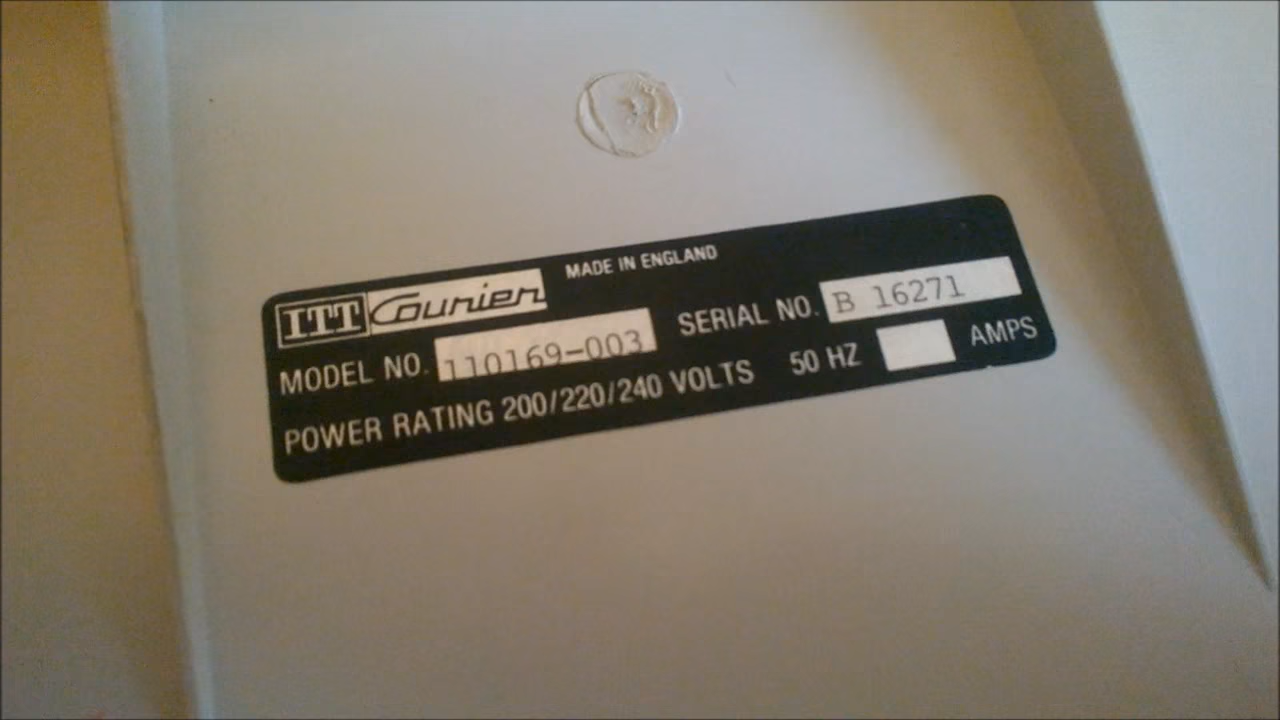 ITT Courier MADE IN ENGLAND
MODEL NO. 110169-003 SERIAL NO. B 16271
POWER RATING 200/220/240 VOLTS 50 HZ AMPS